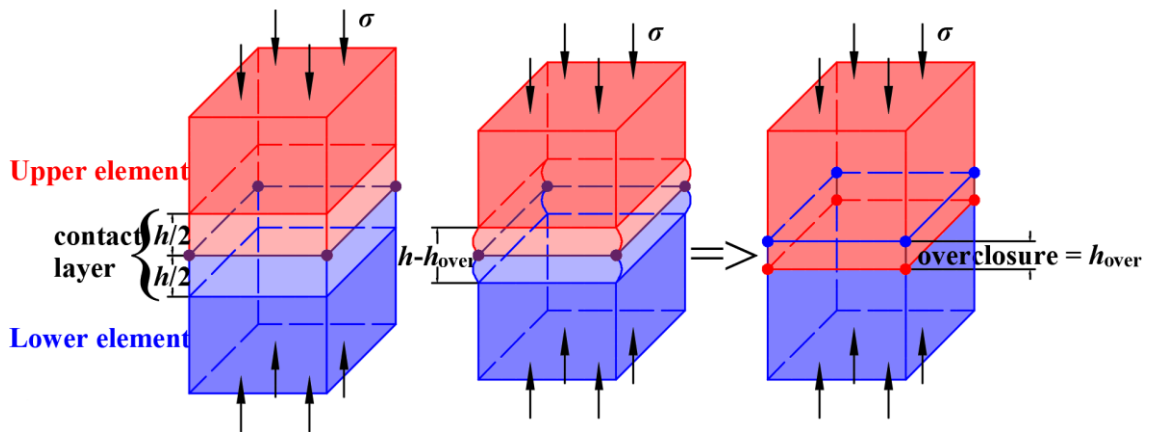 σ
σ
σ
Upper element
contact
layer
h/2
h/2
h-hover
overclosure = hover
Lower element